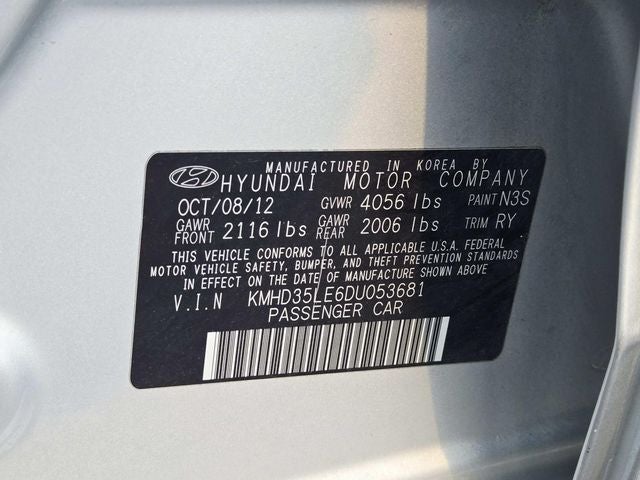 MANUFACTURED IN KOREA BY
HYUNDAI MOTOR COMPANY
OCT/08/12 GVWR 4056 lbs PAINT N3S
GAWR FRONT 2116 lbs GAWR REAR 2006 lbs TRIM RY
THIS VEHICLE CONFORMS TO ALL APPLICABLE U.S.A. FEDERAL
MOTOR VEHICLE SAFETY, BUMPER, AND THEFT PREVENTION STANDARDS
IN EFFECT ON THE DATE OF MANUFACTURE SHOWN ABOVE.
V.I.N KMHD35LE6DU053681
PASSENGER CAR